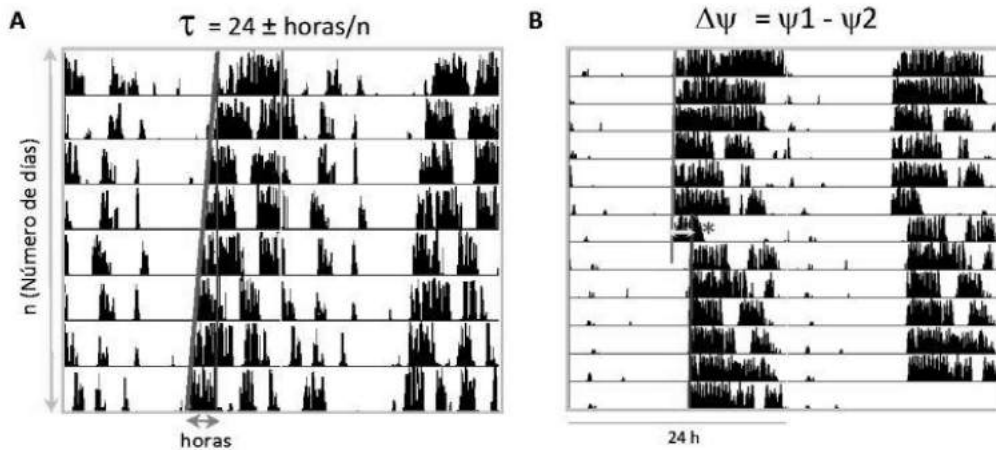 A
τ = 24 ± horas/n
n (Número de días)
horas
B
Δψ = ψ1 - ψ2
*
24 h